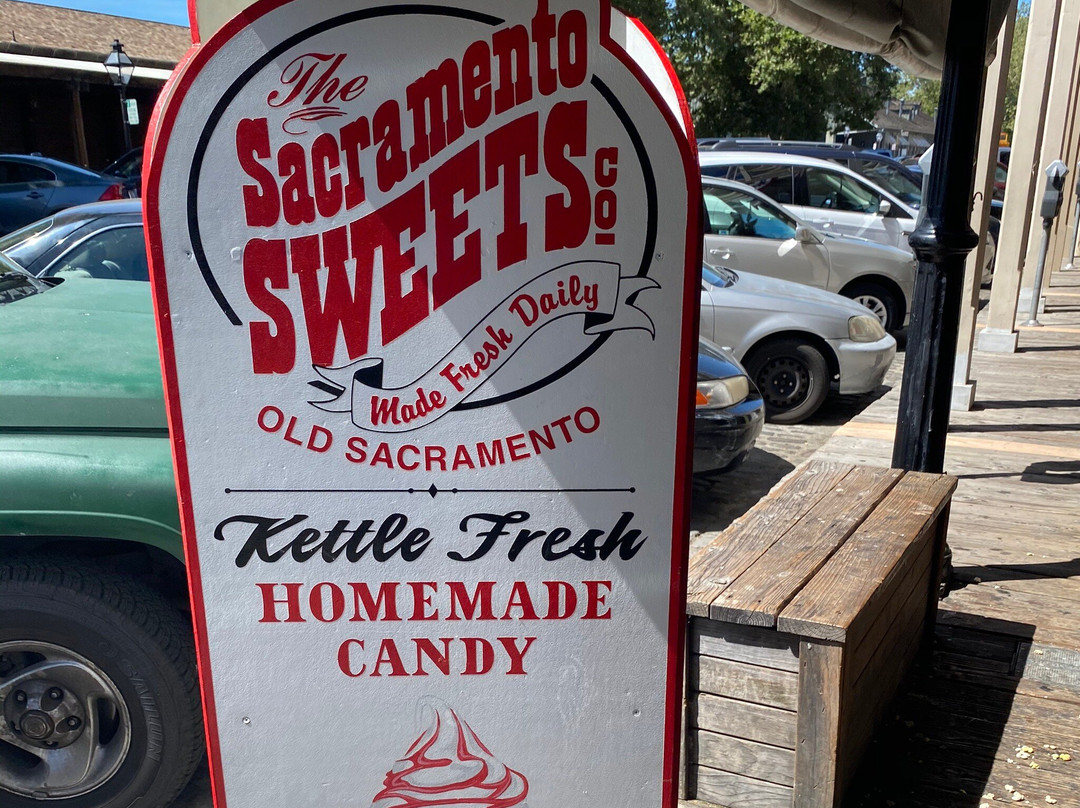 The
Sacramento
SWEETS CO
Made Fresh Daily
OLD SACRAMENTO
Kettle Fresh
HOMEMADE
CANDY